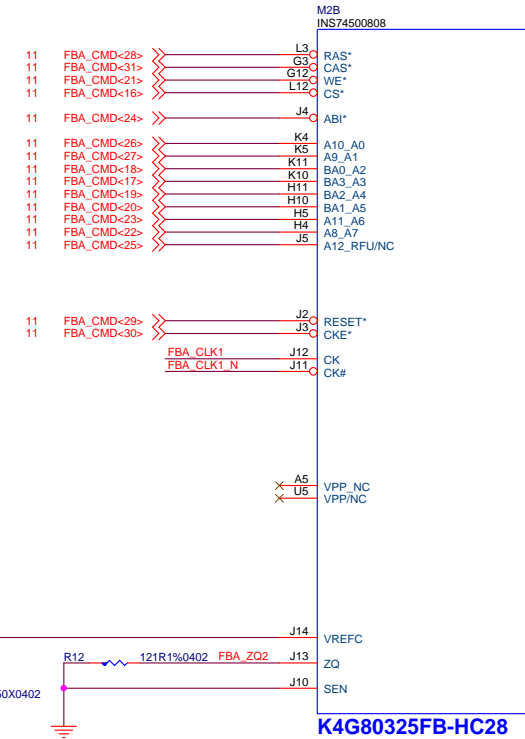 M2B
INS74500808
11 FBA_CMD<28> L3 RAS*
11 FBA_CMD<31> G3 CAS*
11 FBA_CMD<21> G12 WE*
11 FBA_CMD<16> L12 CS*
11 FBA_CMD<24> J4 ABI*
11 FBA_CMD<26> K4 A10_A0
11 FBA_CMD<27> K5 A9_A1
11 FBA_CMD<18> K11 BA0_A2
11 FBA_CMD<17> K10 BA3_A3
11 FBA_CMD<19> H11 BA2_A4
11 FBA_CMD<20> H10 BA1_A5
11 FBA_CMD<23> H5 A11_A6
11 FBA_CMD<22> H4 A8_A7
11 FBA_CMD<25> J5 A12_RFU/NC
11 FBA_CMD<29> J2 RESET*
11 FBA_CMD<30> J3 CKE*
FBA_CLK1 J12 CK
FBA_CLK1_N J11 CK#
A5 VPP_NC
U5 VPP/NC
J14 VREFC
R12 121R1%0402 FBA_ZQ2 J13 ZQ
J10 SEN
50X0402
K4G80325FB-HC28